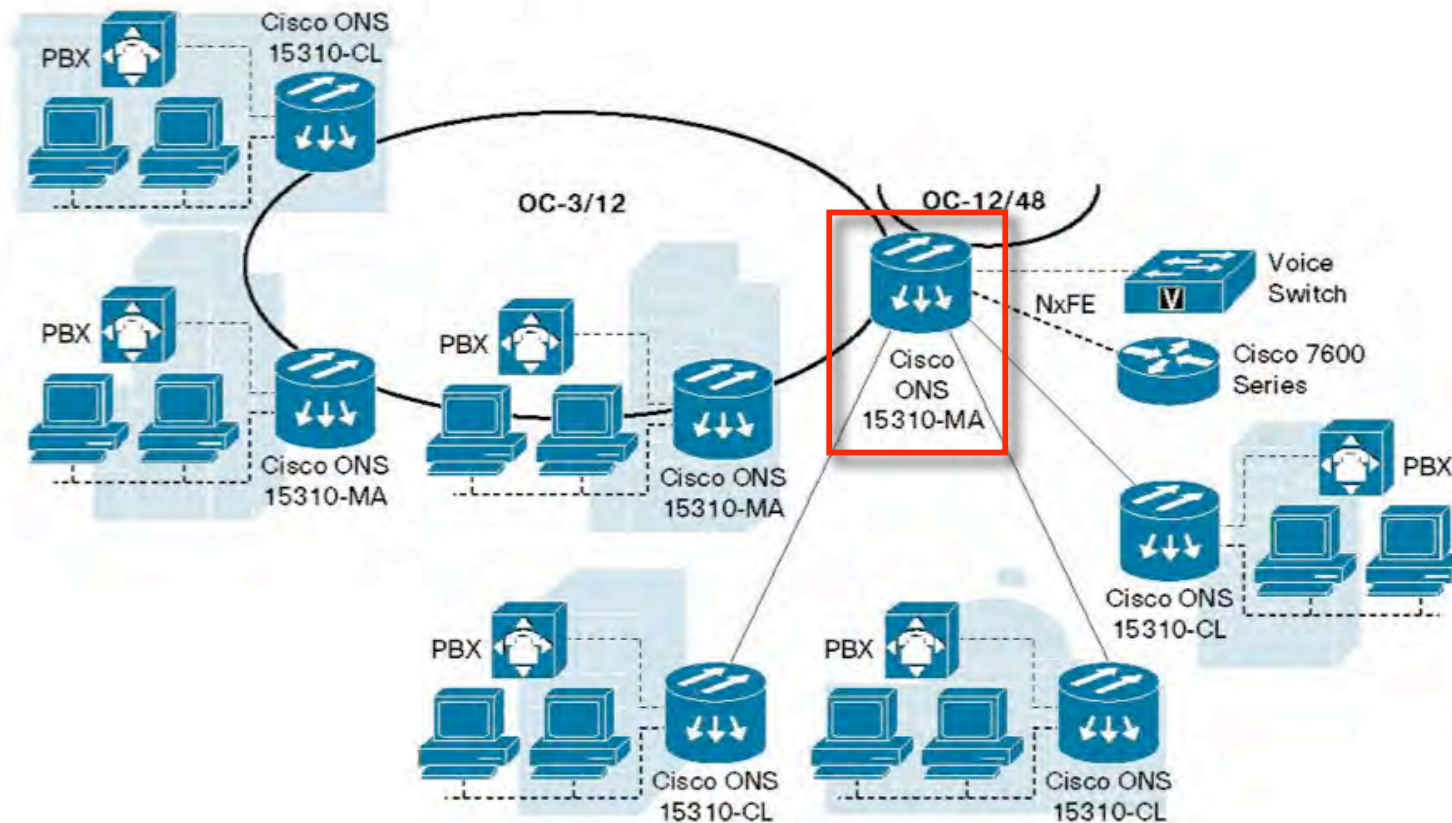 Cisco ONS
15310-CL
PBX
OC-3/12
OC-12/48
Voice
Switch
NxFE
V
Cisco 7600
Series
PBX
Cisco ONS
15310-MA
PBX
Cisco ONS
15310-MA
Cisco
ONS
15310-MA
PBX
Cisco ONS
15310-CL
PBX
Cisco ONS
15310-CL
PBX
Cisco ONS
15310-CL